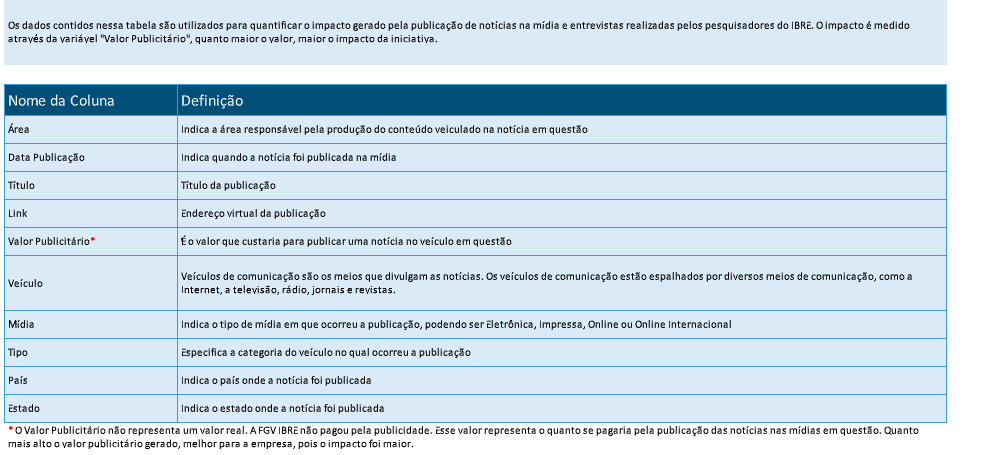 Os dados contidos nessa tabela são utilizados para quantificar o impacto gerado pela publicação de notícias na mídia e entrevistas realizadas pelos pesquisadores do IBRE. O impacto é medido
através da variável "Valor Publicitário", quanto maior o valor, maior o impacto da iniciativa.
Nome da Coluna Definição
Área Indica a área responsável pela produção do conteúdo veiculado na notícia em questão
Data Publicação Indica quando a notícia foi publicada na mídia
Título Título da publicação
Link Endereço virtual da publicação
Valor Publicitário* É o valor que custaria para publicar uma notícia no veículo em questão
Veículo Veículos de comunicação são os meios que divulgam as notícias. Os veículos de comunicação estão espalhados por diversos meios de comunicação, como a
Internet, a televisão, rádio, jornais e revistas.
Mídia Indica o tipo de mídia em que ocorreu a publicação, podendo ser Eletrônica, Impressa, Online ou Online Internacional
Tipo Especifica a categoria do veículo no qual ocorreu a publicação
País Indica o país onde a notícia foi publicada
Estado Indica o estado onde a notícia foi publicada
* O Valor Publicitário não representa um valor real. A FGV IBRE não pagou pela publicidade. Esse valor representa o quanto se pagaria pela publicação das notícias nas mídias em questão. Quanto
mais alto o valor publicitário gerado, melhor para a empresa, pois o impacto foi maior.